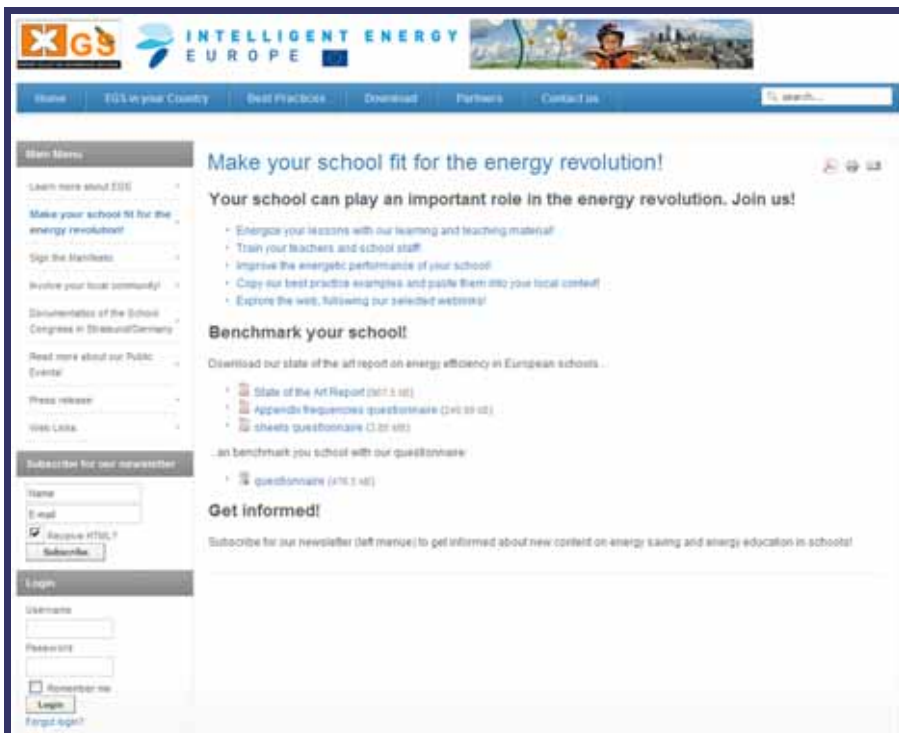 GS
INTELLIGENT ENERGY
EUROPE
Home EGS in your Country Best Practices Download Partners Contact us search...
Main Menu
Learn more about EGS
Make your school fit for the
energy revolution!
Sign the Manifesto
Involve your local community!
Documentation of the School
Congress in Stralsund/Germany
Read more about our Public
Events!
Press release
Web Links
Subscribe for our newsletter
Name
E-mail
Receive HTML?
Subscribe
Login
Username
Password
Remember me
Login
Forgot login?
Make your school fit for the energy revolution!
Your school can play an important role in the energy revolution. Join us!
Energize your lessons with our learning and teaching material!
Train your teachers and school staff!
Improve the energetic performance of your school!
Copy our best practice examples and paste them into your local context!
Explore the web, following our selected weblinks!
Benchmark your school!
Download our state of the art report on energy efficiency in European schools...
State of the Art Report
Appendix frequencies questionnaire
sheets questionnaire
...an benchmark you school with our questionnaire
questionnaire
Get informed!
Subscribe for our newsletter (left menue) to get informed about new content on energy saving and energy education in schools!